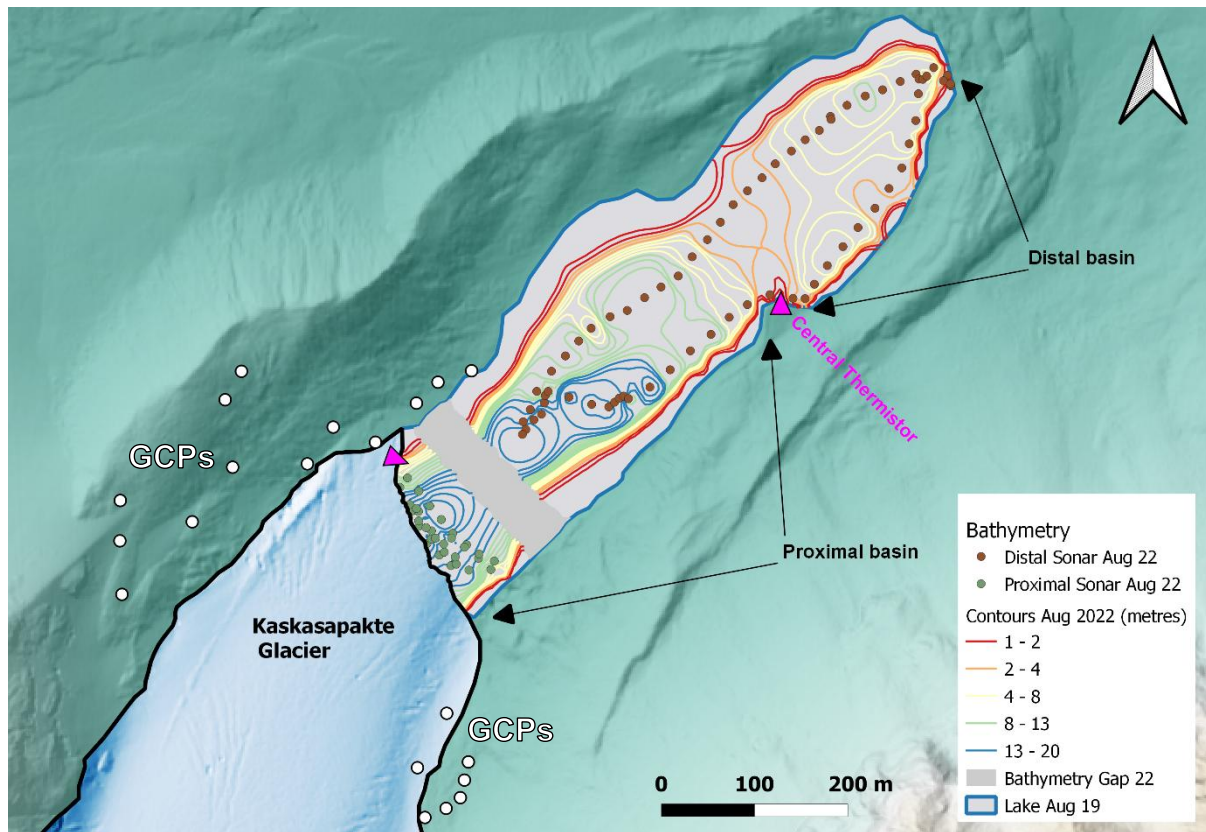 Distal basin
Central Thermistor
GCPs
Proximal basin
Kaskasapakte
Glacier
GCPs
0 100 200 m
Bathymetry
Distal Sonar Aug 22
Proximal Sonar Aug 22
Contours Aug 2022 (metres)
1 - 2
2 - 4
4 - 8
8 - 13
13 - 20
Bathymetry Gap 22
Lake Aug 19